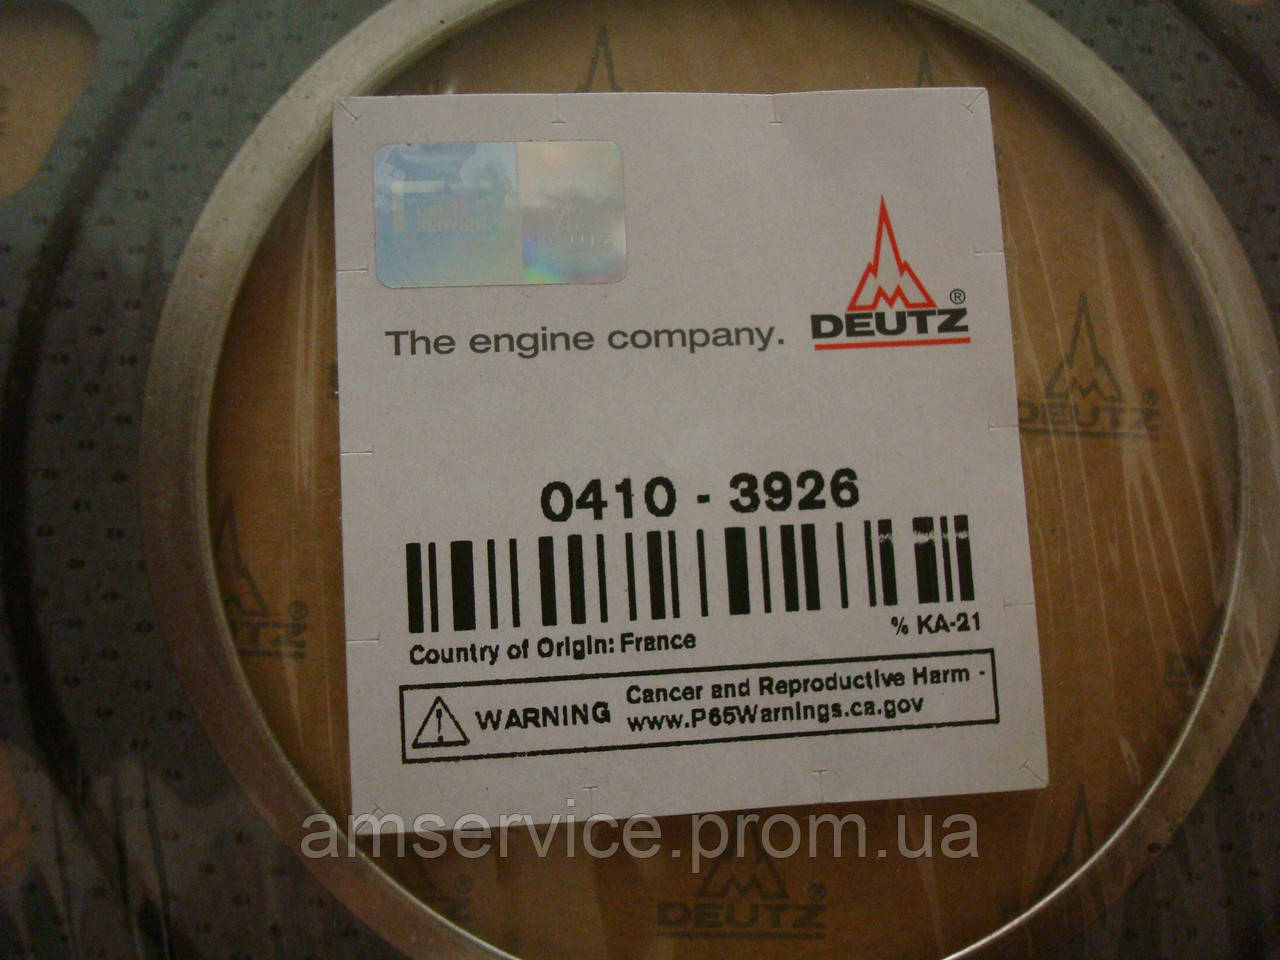 The engine company.
DEUTZ®
0410 - 3926
Country of Origin: France
% KA-21
WARNING
Cancer and Reproductive Harm -
www.P65Warnings.ca.gov
DEUTZ®
DEUTZ®
DEUTZ®
amservice.prom.ua